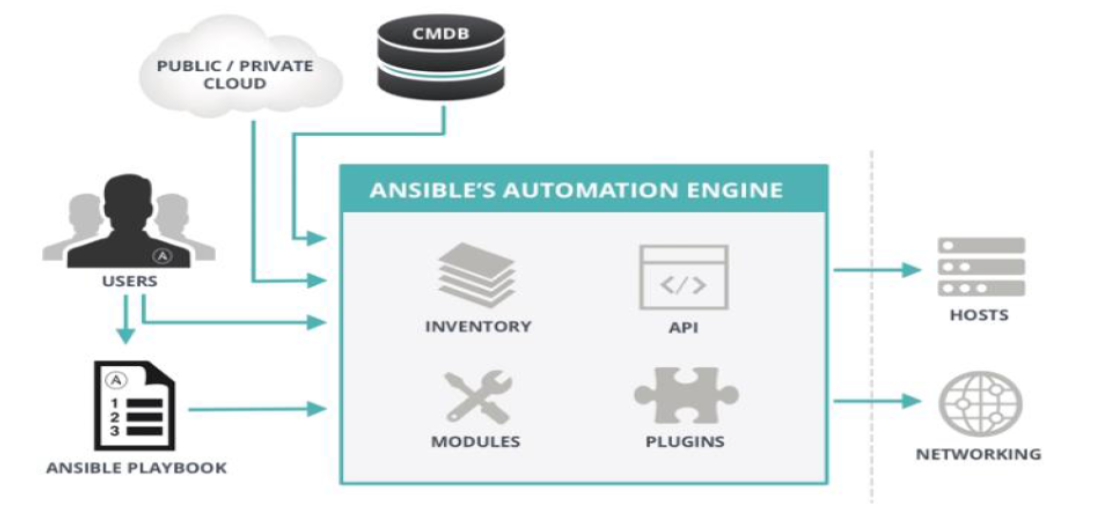 CMDB
PUBLIC / PRIVATE
CLOUD
ANSIBLE'S AUTOMATION ENGINE
A
USERS
INVENTORY
</>
API
HOSTS
A
1
2
3
ANSIBLE PLAYBOOK
MODULES
PLUGINS
NETWORKING